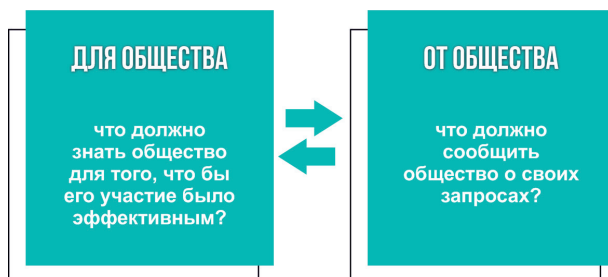 ДЛЯ ОБЩЕСТВА
что должно
знать общество
для того, что бы
его участие было
эффективным?
ОТ ОБЩЕСТВА
что должно
сообщить
общество о своих
запросах?